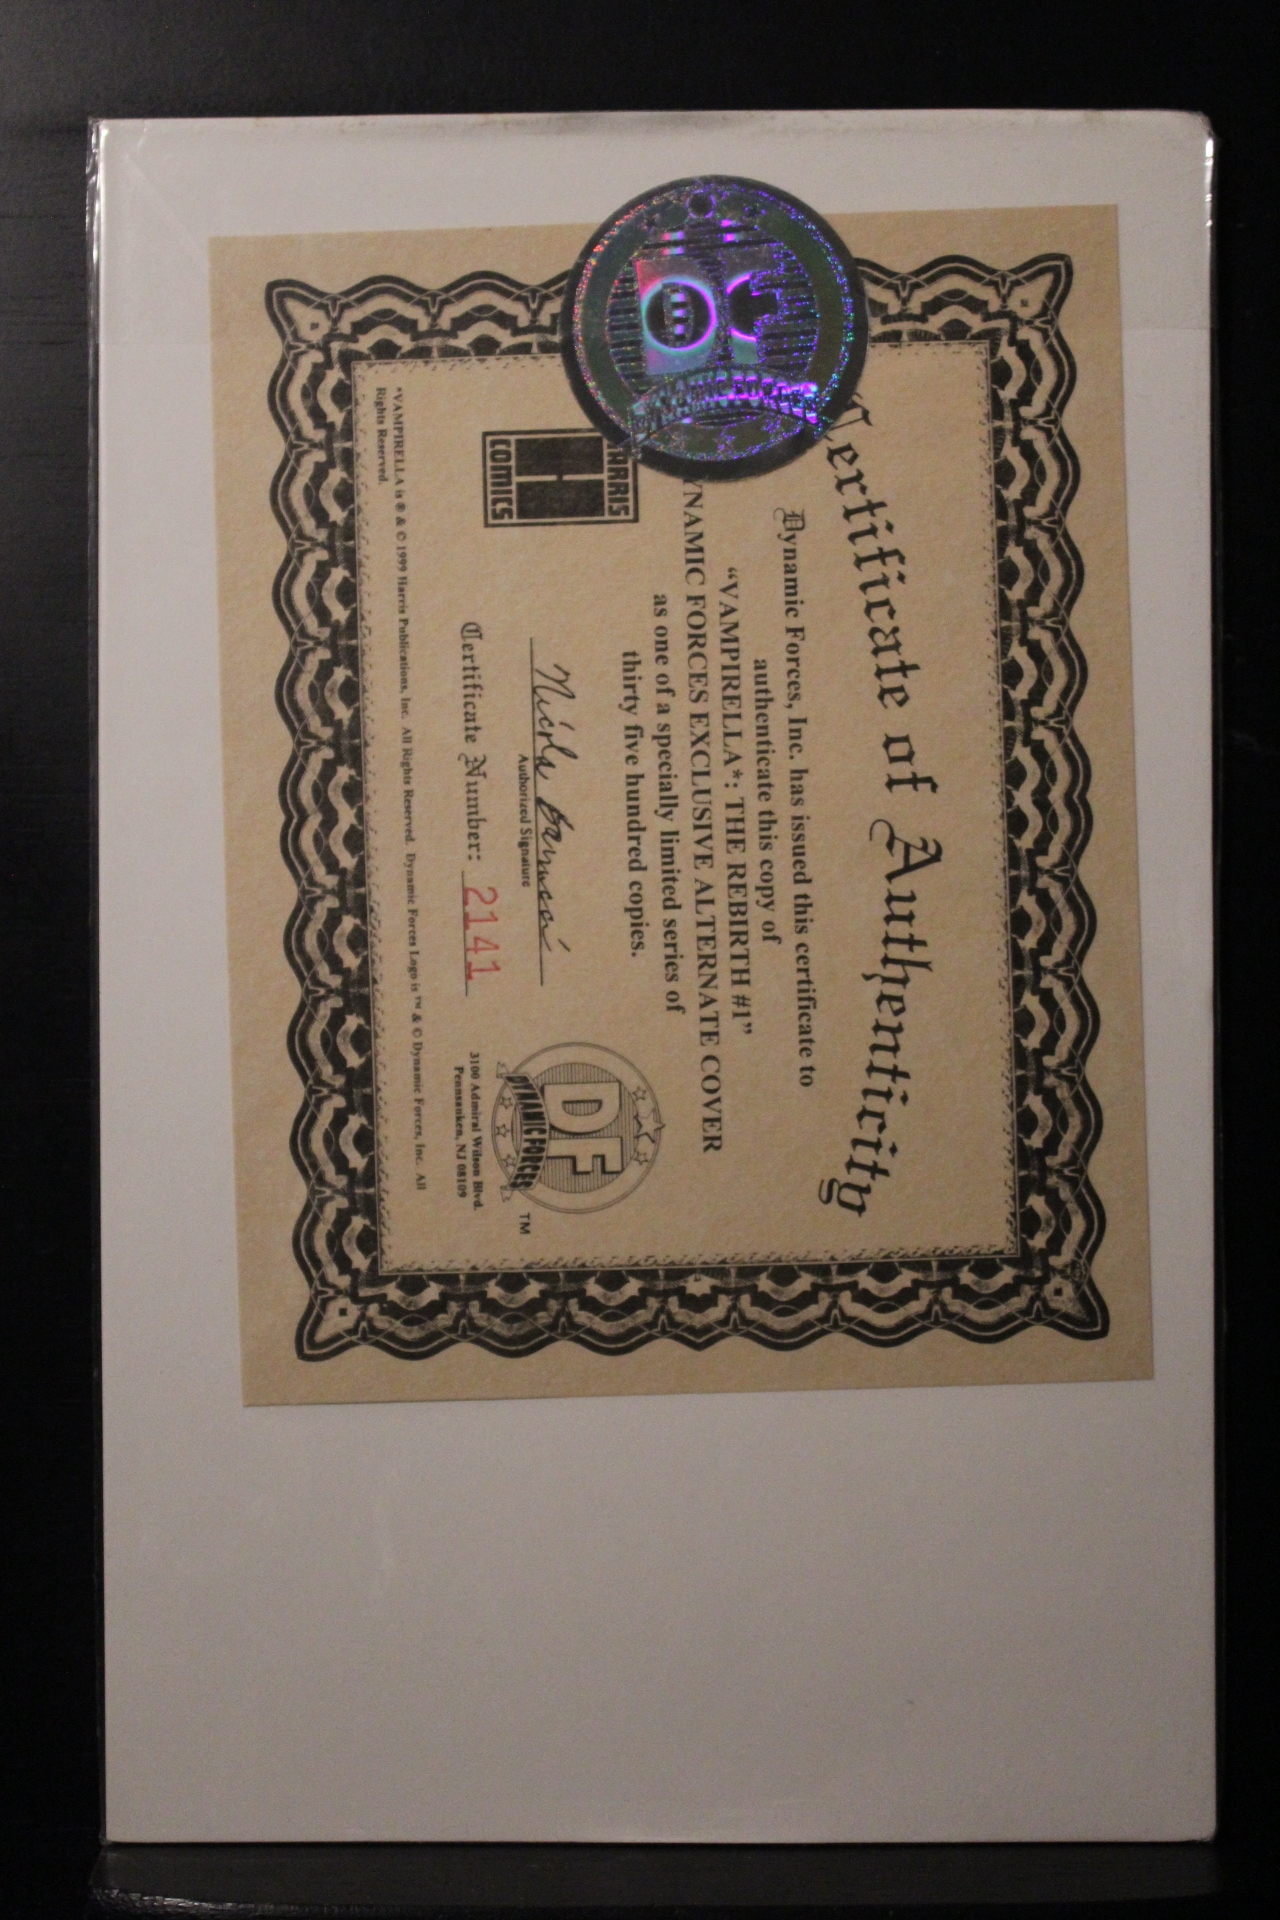 Certificate of Authenticity
Dynamic Forces, Inc. has issued this certificate to
authenticate this copy of
“VAMPIRELLA*: THE REBIRTH #1”
DYNAMIC FORCES EXCLUSIVE ALTERNATE COVER
as one of a specially limited series of
thirty five hundred copies.
HARRIS
COMICS
Authorized Signature
Certificate Number: 2141
DF
DYNAMIC FORCES
TM
3100 Admiral Wilson Blvd.
Pennsauken, NJ 08109
*VAMPIRELLA is ® & © 1999 Harris Publications, Inc. All Rights Reserved. Dynamic Forces Logo is ™ & © Dynamic Forces, Inc. All
Rights Reserved.
DYNAMIC FORCES